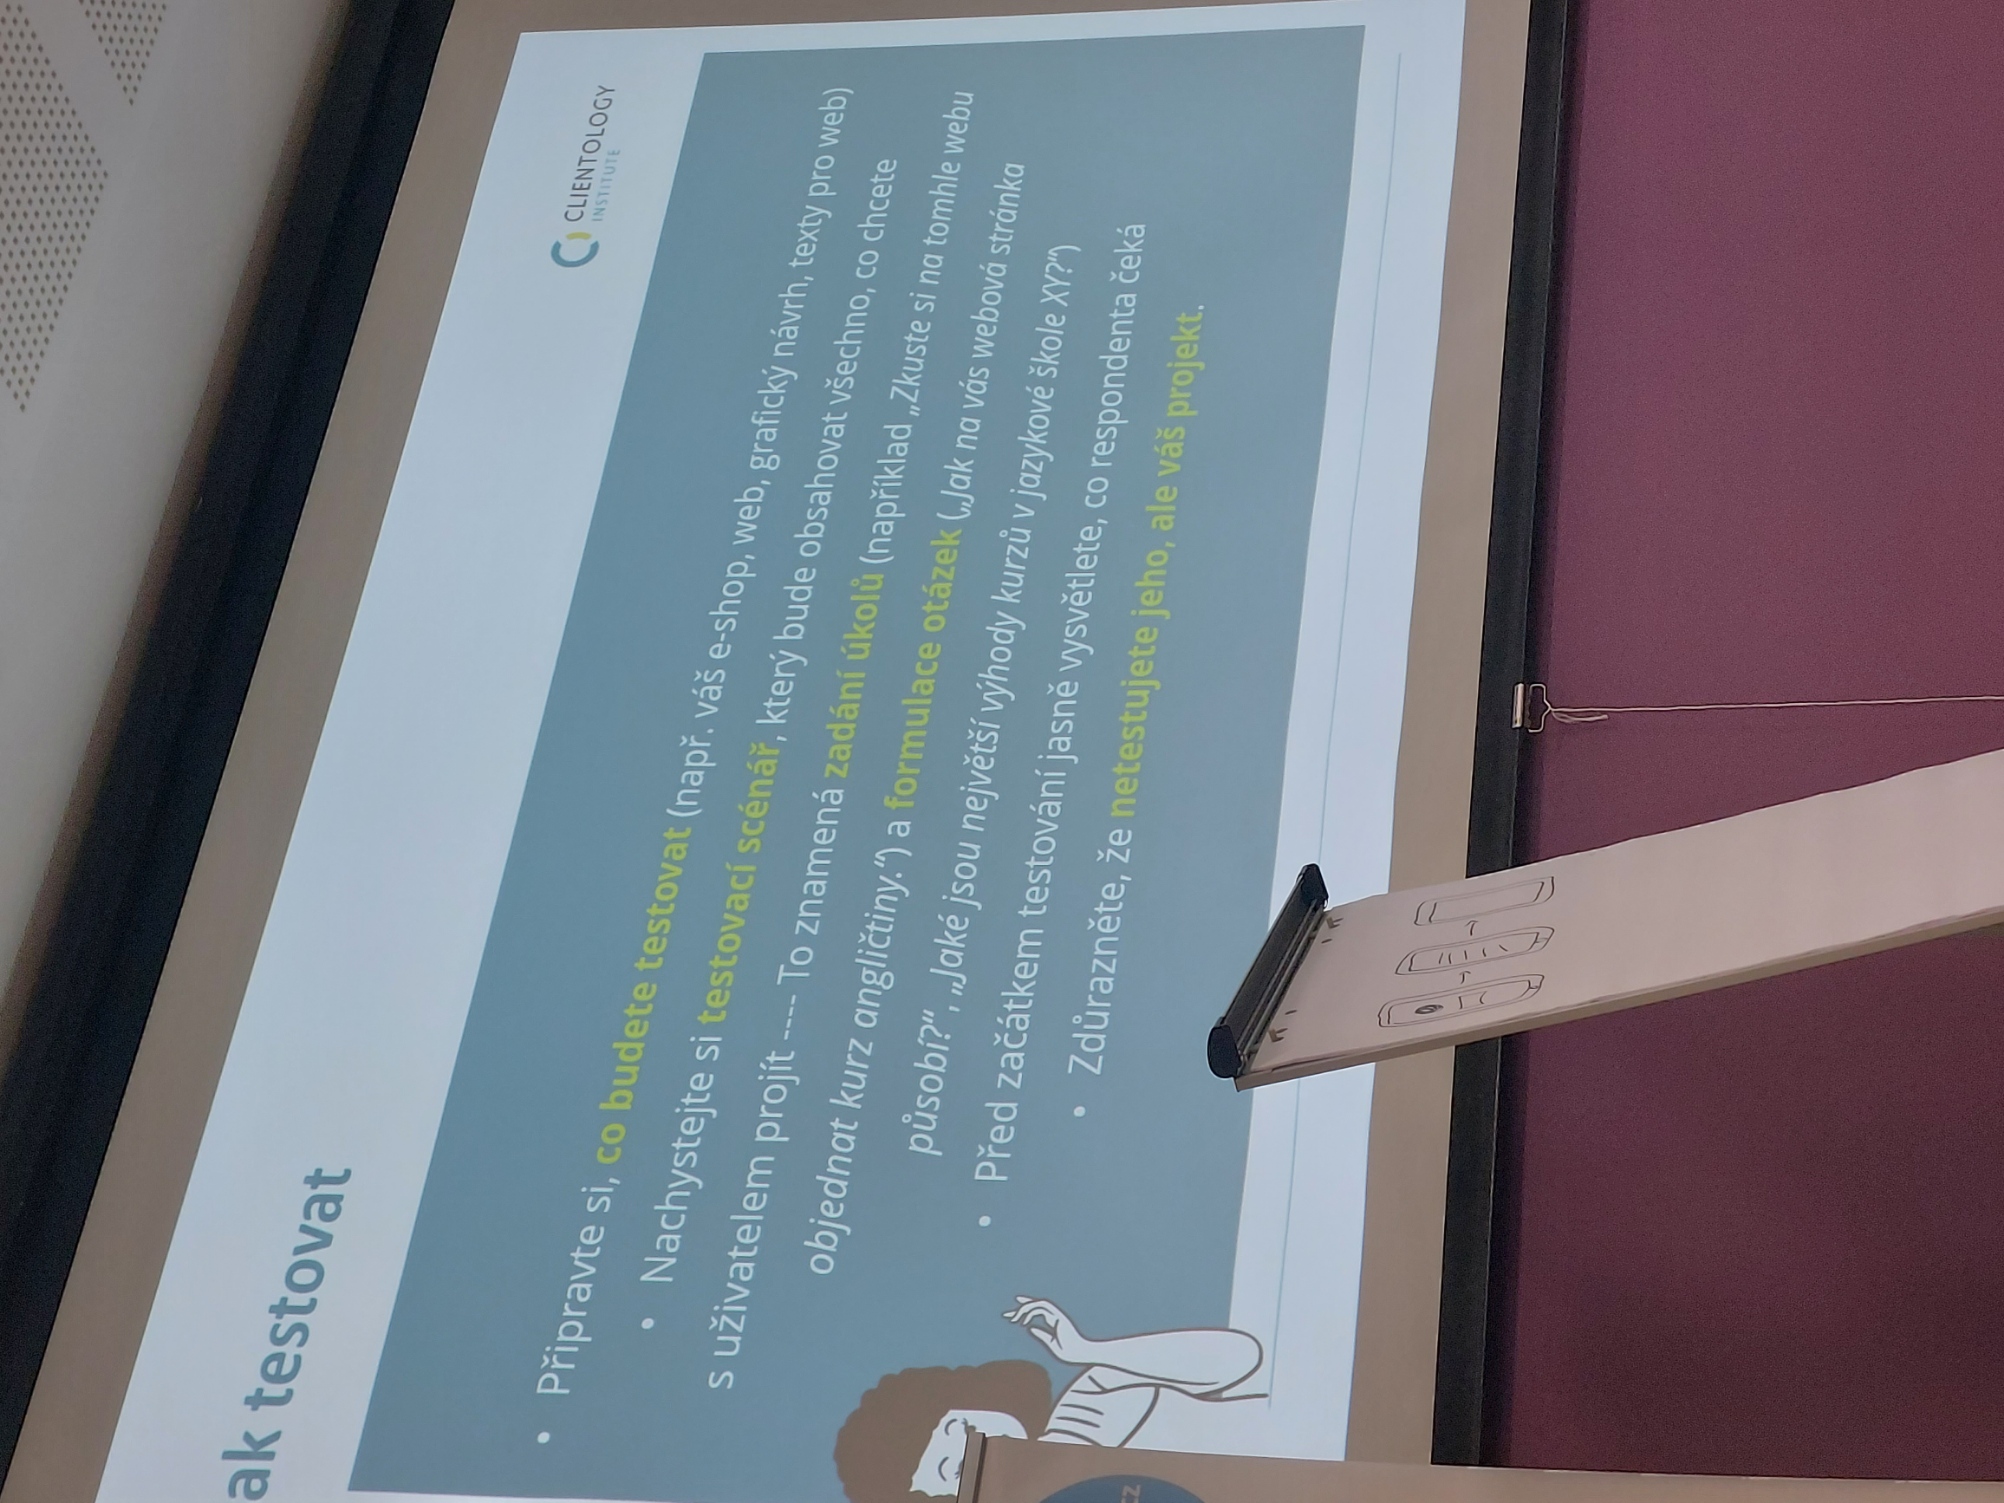 ak testovat
CLIENTOLOGY
INSTITUTE
• Připravte si, co budete testovat (např. váš e-shop, web, grafický návrh, texty pro web)
• Nachystejte si testovací scénář, který bude obsahovat všechno, co chcete
s uživatelem projít ---- To znamená zadání úkolů (například „Zkuste si na tomhle webu
objednat kurz angličtiny.“) a formulace otázek („Jak na vás webová stránka
působí?“, „Jaké jsou největší výhody kurzů v jazykové škole XY?“)
• Před začátkem testování jasně vysvětlete, co respondenta čeká
• Zdůrazněte, že netestujete jeho, ale váš projekt.
cz